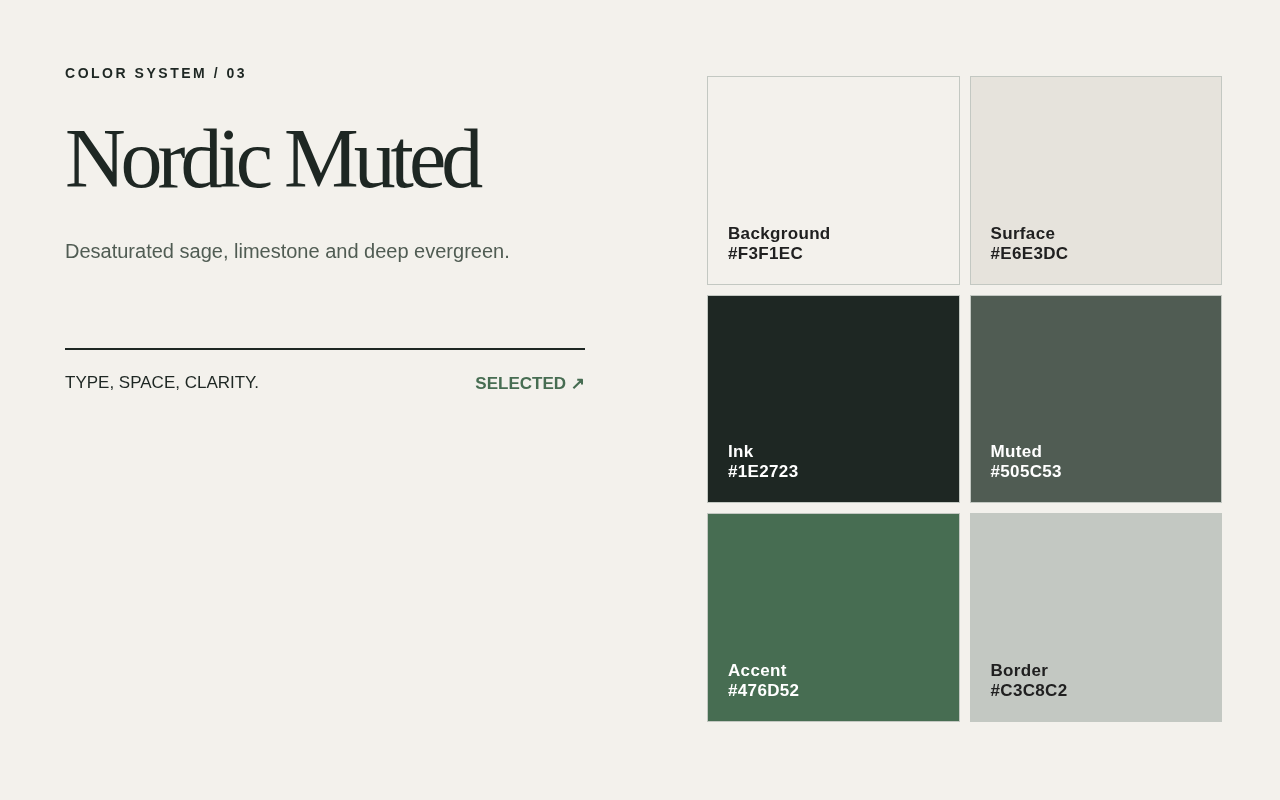 COLOR SYSTEM / 03
Nordic Muted
Desaturated sage, limestone and deep evergreen.
TYPE, SPACE, CLARITY.
SELECTED ↗
Background
#F3F1EC
Surface
#E6E3DC
Ink
#1E2723
Muted
#505C53
Accent
#476D52
Border
#C3C8C2